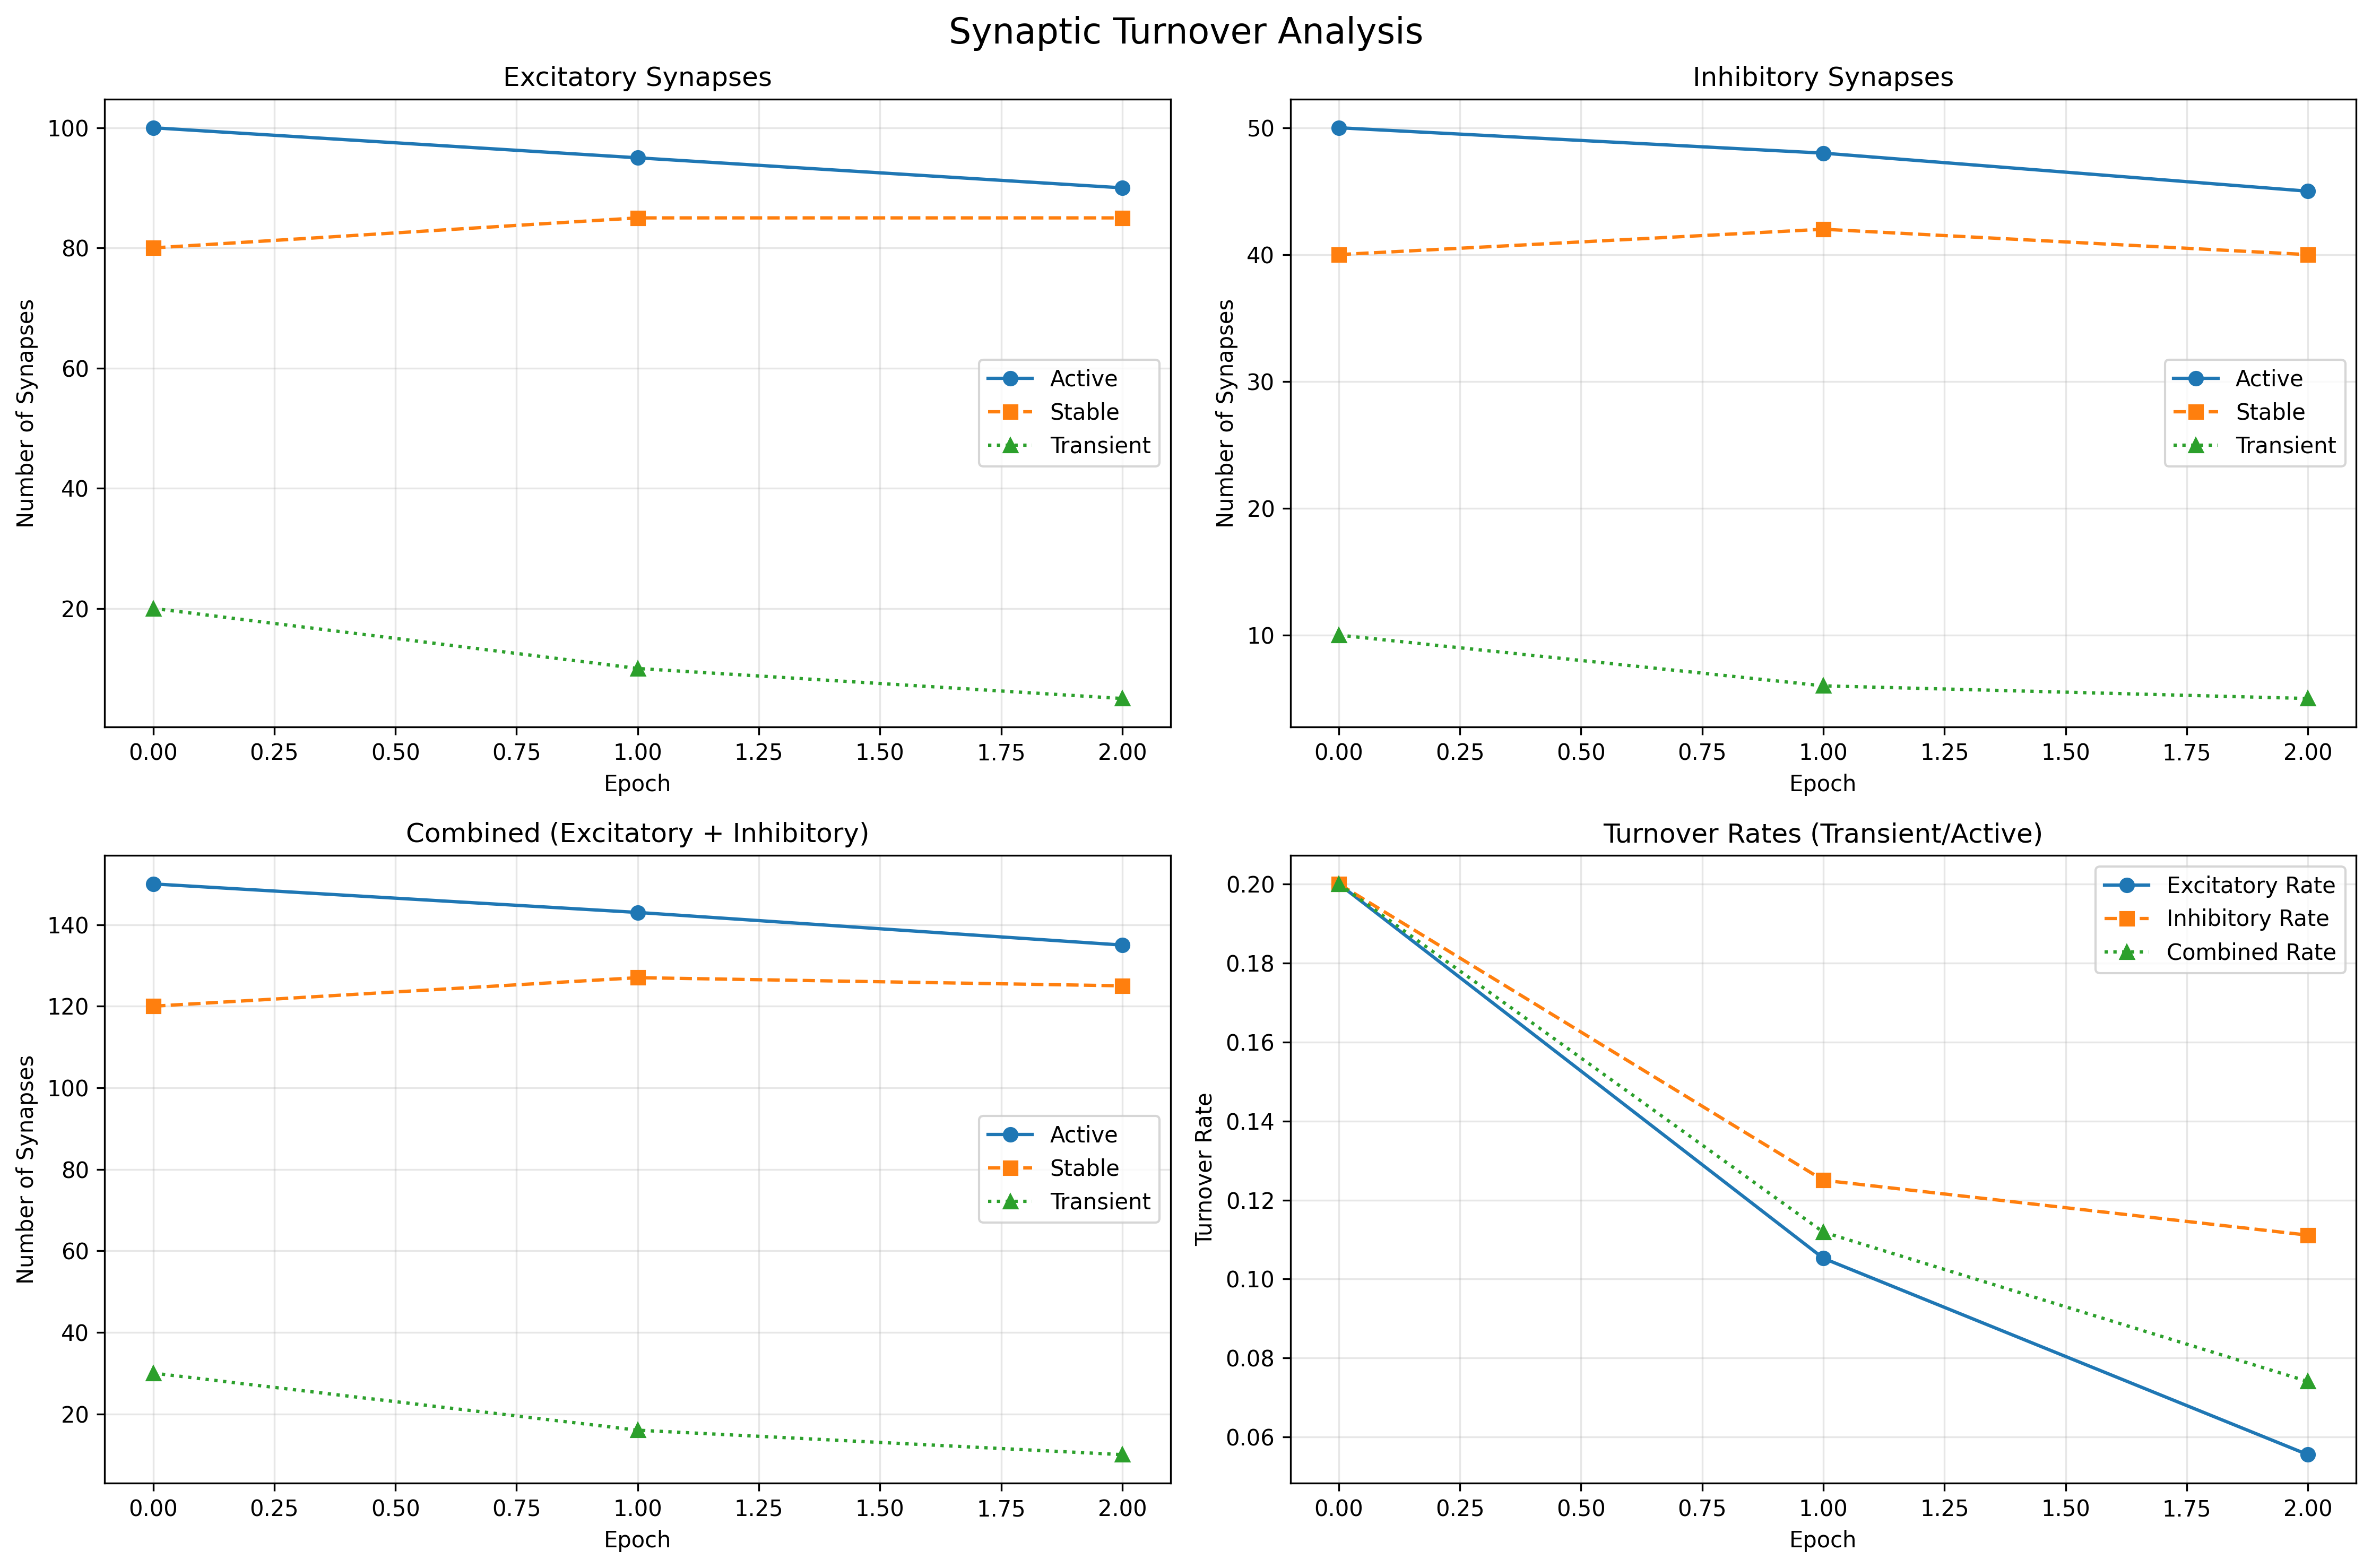 Synaptic Turnover Analysis
Excitatory Synapses
Number of Synapses
100
80
60
40
20
Active
Stable
Transient
0.00 0.25 0.50 0.75 1.00 1.25 1.50 1.75 2.00
Epoch
Inhibitory Synapses
Number of Synapses
50
40
30
20
10
Active
Stable
Transient
0.00 0.25 0.50 0.75 1.00 1.25 1.50 1.75 2.00
Epoch
Combined (Excitatory + Inhibitory)
Number of Synapses
140
120
100
80
60
40
20
Active
Stable
Transient
0.00 0.25 0.50 0.75 1.00 1.25 1.50 1.75 2.00
Epoch
Turnover Rates (Transient/Active)
Turnover Rate
0.20
0.18
0.16
0.14
0.12
0.10
0.08
0.06
Excitatory Rate
Inhibitory Rate
Combined Rate
0.00 0.25 0.50 0.75 1.00 1.25 1.50 1.75 2.00
Epoch